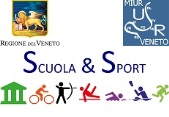 REGIONE DEL VENETO
MIUR
USR
VENETO
SCUOLA & SPORT